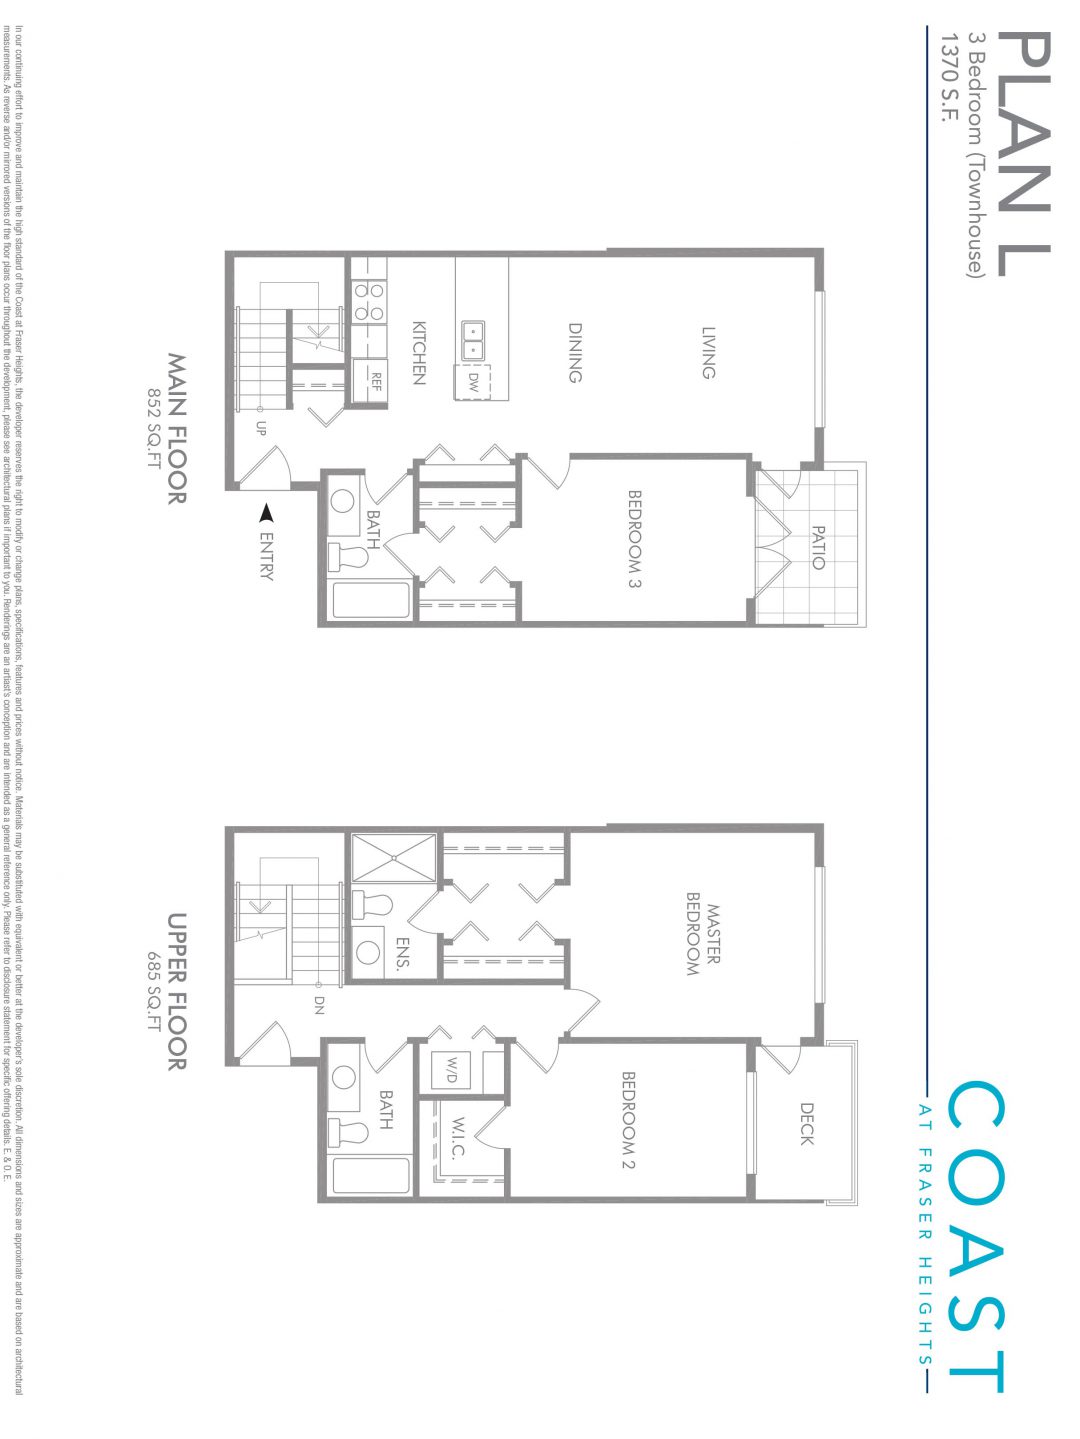 PLAN L
3 Bedroom (Townhouse)
1370 S.F.
COAST
AT FRASER HEIGHTS
LIVING
DINING
KITCHEN
DW
REF
UP
BEDROOM 3
PATIO
BATH
ENTRY
MAIN FLOOR
852 SQ.FT
MASTER
BEDROOM
ENS.
DN
BEDROOM 2
DECK
W/D
W.I.C.
BATH
UPPER FLOOR
685 SQ.FT
In our continuing effort to improve and maintain the high standard of the Coast at Fraser Heights, the developer reserves the right to modify or change plans, specifications, features and prices without notice. Materials may be substituted with equivalent or better at the developer's sole discretion. All dimensions and sizes are approximate and are based on architectural
measurements. As reverse and/or mirrored versions of the floor plans occur throughout the development, please see architectural plans if important to you. Renderings are an artiast's conception and are intended as a general reference only. Please refer to disclosure statement for specific offering details. E. & O. E.